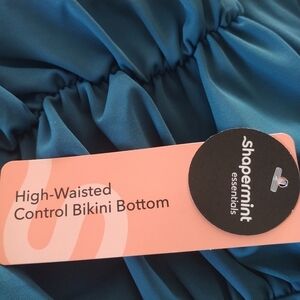 High-Waisted
Control Bikini Bottom
shapermint
essentials